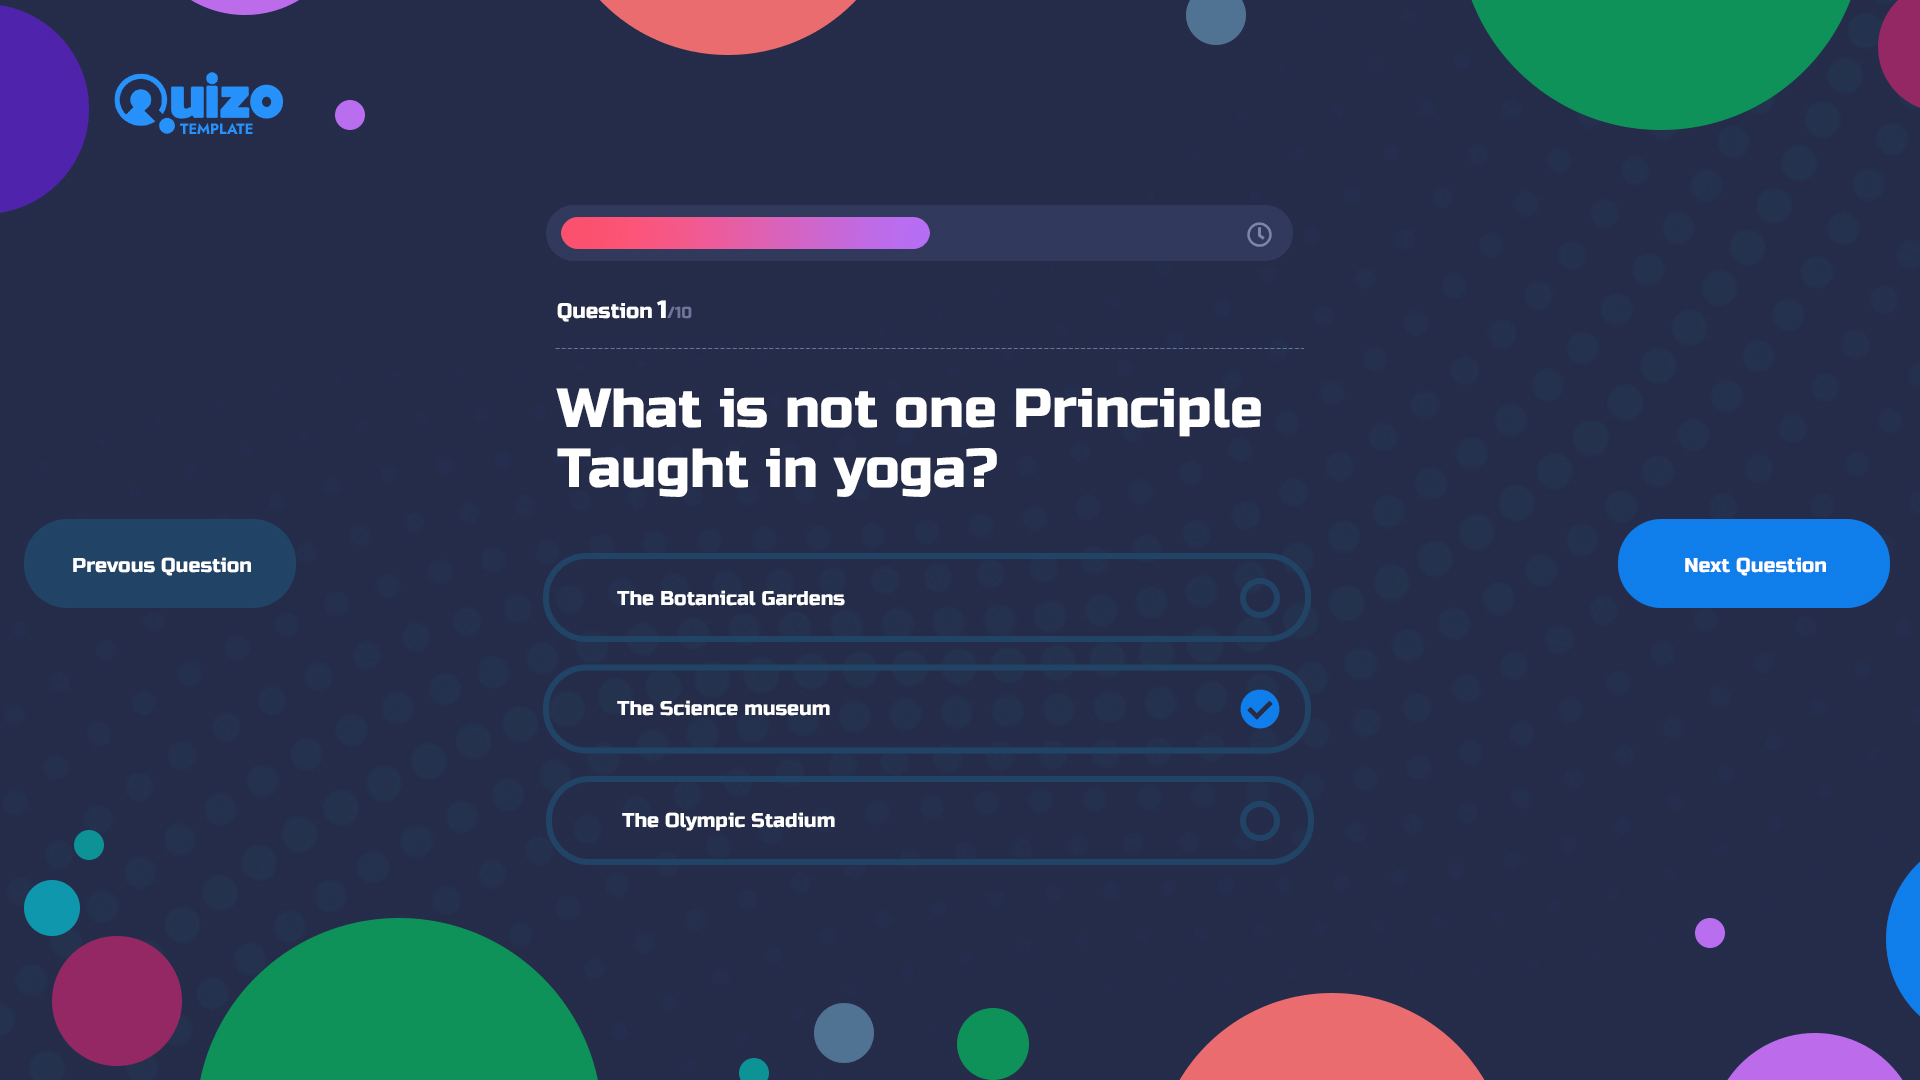 Quizo
TEMPLATE
Question 1/10
What is not one Principle
Taught in yoga?
Prevous Question
Next Question
The Botanical Gardens
The Science museum
The Olympic Stadium